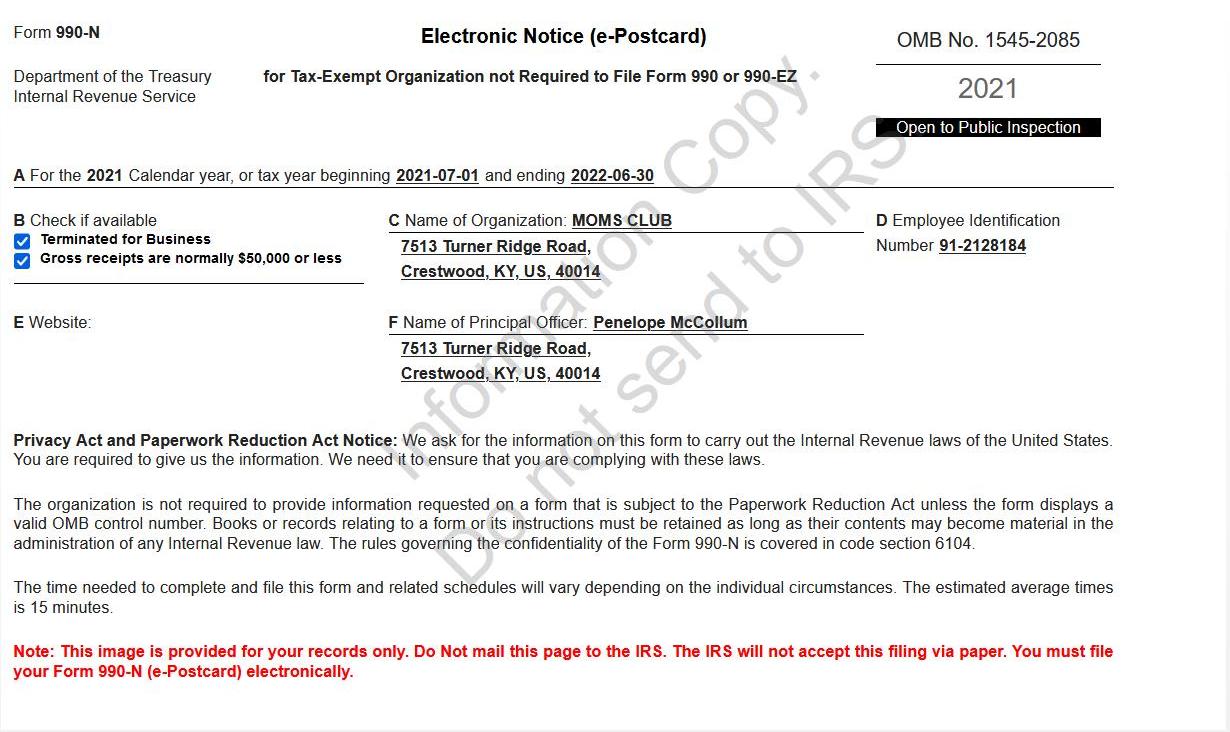 Form 990-N
Electronic Notice (e-Postcard)
OMB No. 1545-2085
Department of the Treasury
Internal Revenue Service
for Tax-Exempt Organization not Required to File Form 990 or 990-EZ
2021
Open to Public Inspection
A For the 2021 Calendar year, or tax year beginning 2021-07-01 and ending 2022-06-30
B Check if available
Terminated for Business
Gross receipts are normally $50,000 or less
C Name of Organization: MOMS CLUB
7513 Turner Ridge Road,
Crestwood, KY, US, 40014
D Employee Identification
Number 91-2128184
E Website:
F Name of Principal Officer: Penelope McCollum
7513 Turner Ridge Road,
Crestwood, KY, US, 40014
Privacy Act and Paperwork Reduction Act Notice: We ask for the information on this form to carry out the Internal Revenue laws of the United States.
You are required to give us the information. We need it to ensure that you are complying with these laws.
The organization is not required to provide information requested on a form that is subject to the Paperwork Reduction Act unless the form displays a
valid OMB control number. Books or records relating to a form or its instructions must be retained as long as their contents may become material in the
administration of any Internal Revenue law. The rules governing the confidentiality of the Form 990-N is covered in code section 6104.
The time needed to complete and file this form and related schedules will vary depending on the individual circumstances. The estimated average times
is 15 minutes.
Note: This image is provided for your records only. Do Not mail this page to the IRS. The IRS will not accept this filing via paper. You must file
your Form 990-N (e-Postcard) electronically.
Information Copy.
Do not send to IRS